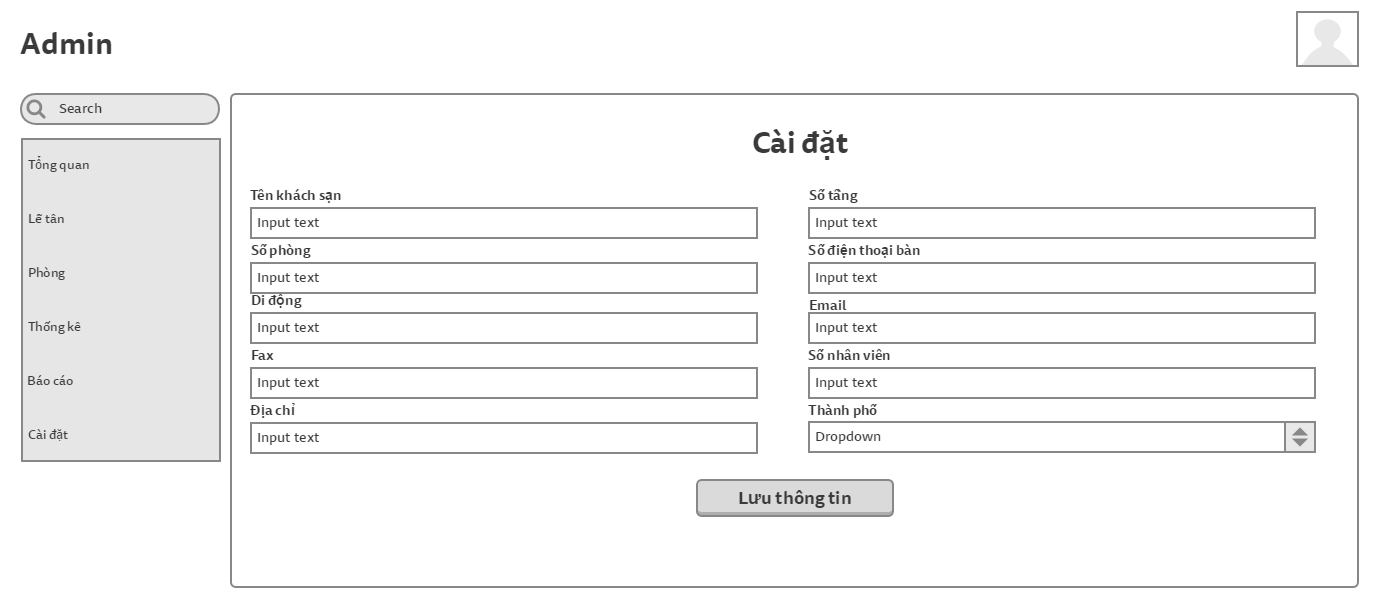 Admin
Search
Tổng quan
Lễ tân
Phòng
Thống kê
Báo cáo
Cài đặt
Cài đặt
Tên khách sạn
Input text
Số tầng
Input text
Số phòng
Input text
Số điện thoại bàn
Input text
Di động
Input text
Email
Input text
Fax
Input text
Số nhân viên
Input text
Địa chỉ
Input text
Thành phố
Dropdown
Lưu thông tin